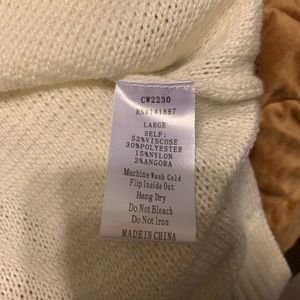 CW2230
RN#141887
LARGE
SELF:
52%VISCOSE
30%POLYESTER
15%NYLON
3%ANGORA
Machine Wash Cold
Flip Inside Out
Hang Dry
Do Not Bleach
Do Not Iron
MADE IN CHINA